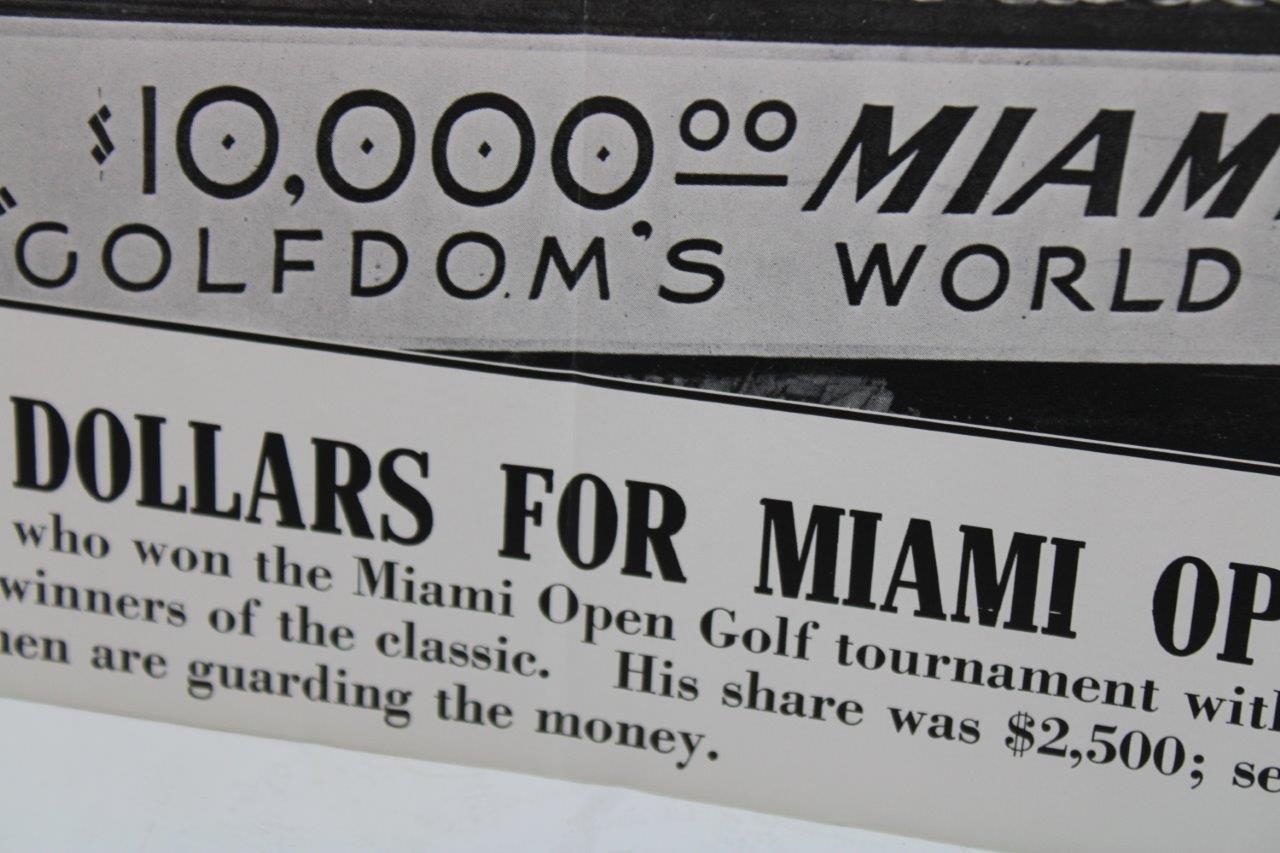 $10,000.00 MIAM
"GOLFDOM'S WORLD
DOLLARS FOR MIAMI OP
who won the Miami Open Golf tournament with
winners of the classic. His share was $2,500; se
men are guarding the money.